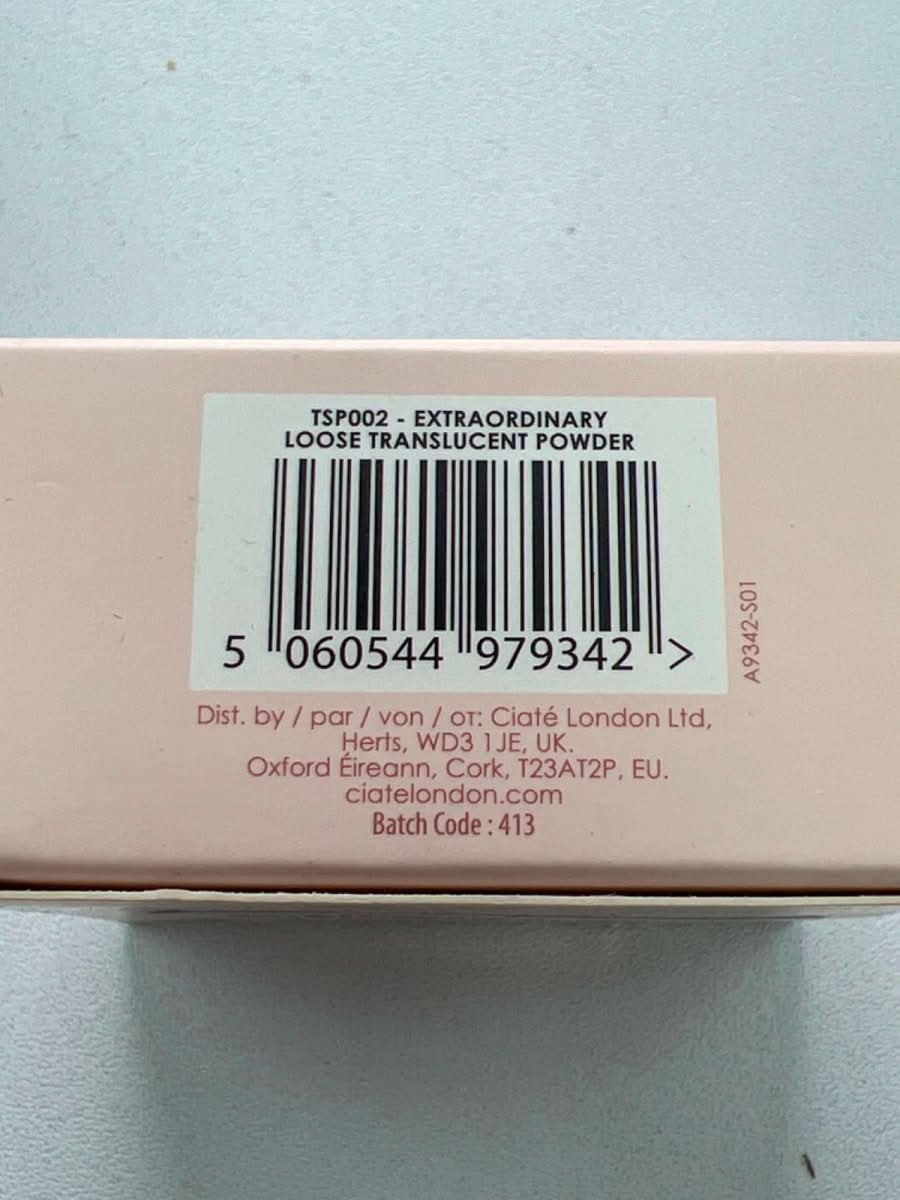 TSP002 - EXTRAORDINARY
LOOSE TRANSLUCENT POWDER
5 060544 979342 >
A9342-S01
Dist. by / par / von / от: Ciaté London Ltd,
Herts, WD3 1JE, UK.
Oxford Éireann, Cork, T23AT2P, EU.
ciatelondon.com
Batch Code : 413